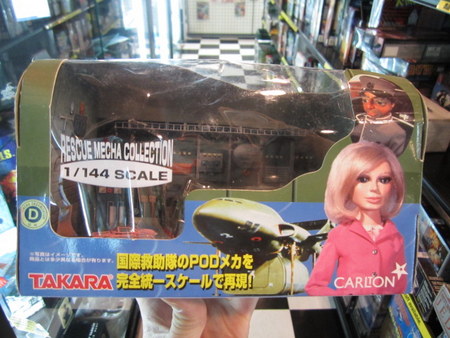 RESCUE MECHA COLLECTION
1/144 SCALE
D
国際救助隊のPODメカを
完全統一スケールで再現!
TAKARA
CARLTON